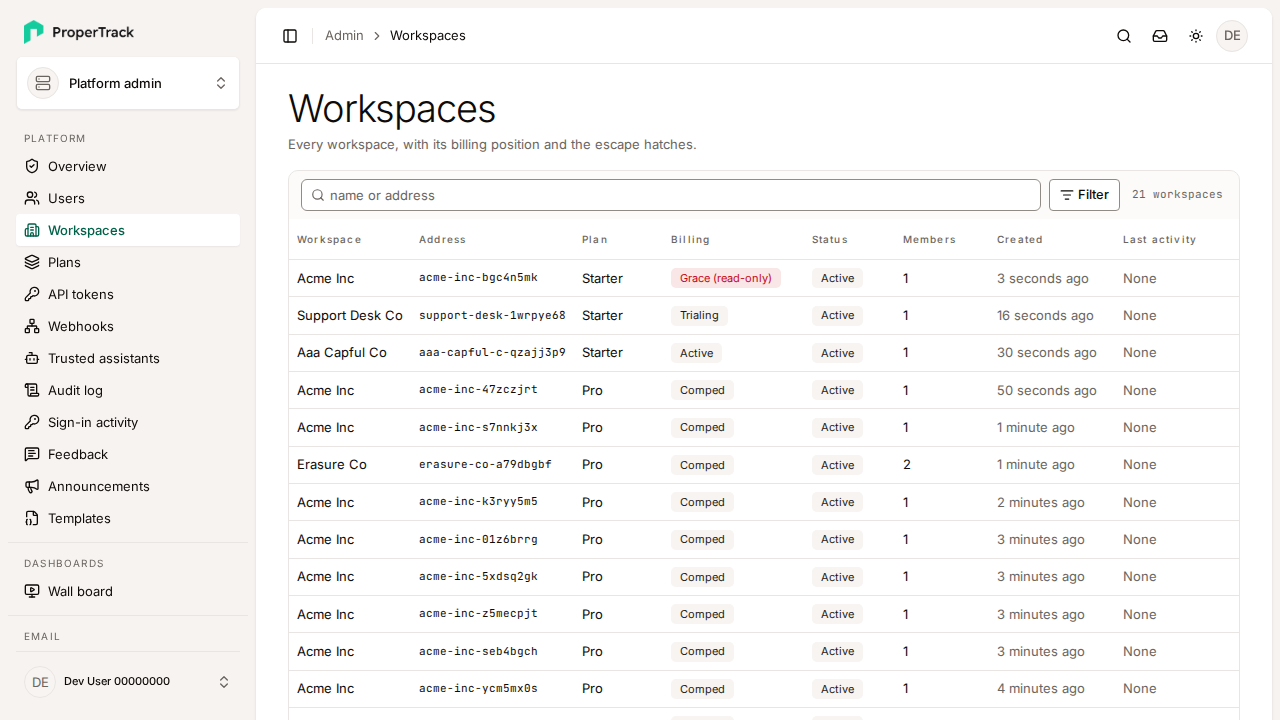 ProperTrack
Platform admin
PLATFORM
Overview
Users
Workspaces
Plans
API tokens
Webhooks
Trusted assistants
Audit log
Sign-in activity
Feedback
Announcements
Templates
DASHBOARDS
Wall board
EMAIL
DE Dev User 00000000
Admin > Workspaces
DE
Workspaces
Every workspace, with its billing position and the escape hatches.
name or address Filter 21 workspaces
Workspace Address Plan Billing Status Members Created Last activity
Acme Inc acme-inc-bgc4n5mk Starter Grace (read-only) Active 1 3 seconds ago None
Support Desk Co support-desk-1wrpye68 Starter Trialing Active 1 16 seconds ago None
Aaa Capful Co aaa-capful-c-qzajj3p9 Starter Active Active 1 30 seconds ago None
Acme Inc acme-inc-47zczjrt Pro Comped Active 1 50 seconds ago None
Acme Inc acme-inc-s7nnkj3x Pro Comped Active 1 1 minute ago None
Erasure Co erasure-co-a79dbgbf Pro Comped Active 2 1 minute ago None
Acme Inc acme-inc-k3ryy5m5 Pro Comped Active 1 2 minutes ago None
Acme Inc acme-inc-01z6brrg Pro Comped Active 1 3 minutes ago None
Acme Inc acme-inc-5xdsq2gk Pro Comped Active 1 3 minutes ago None
Acme Inc acme-inc-z5mecpjt Pro Comped Active 1 3 minutes ago None
Acme Inc acme-inc-seb4bgch Pro Comped Active 1 3 minutes ago None
Acme Inc acme-inc-ycm5mx0s Pro Comped Active 1 4 minutes ago None